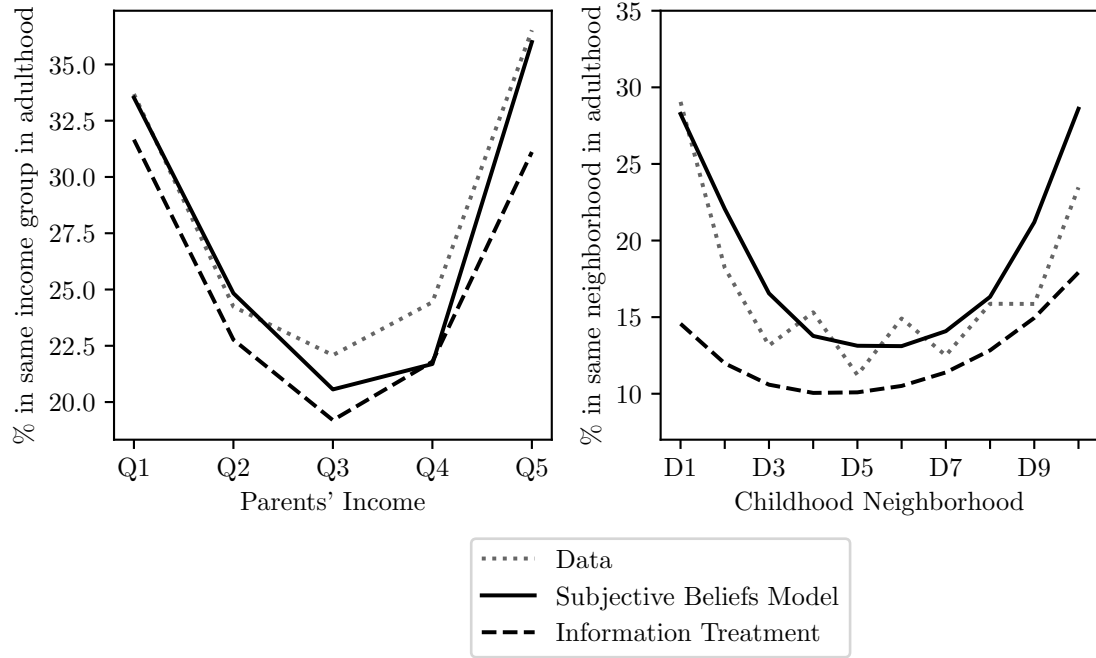 % in same income group in adulthood
35.0
32.5
30.0
27.5
25.0
22.5
20.0
Q1 Q2 Q3 Q4 Q5
Parents' Income
% in same neighborhood in adulthood
35
30
25
20
15
10
D1 D3 D5 D7 D9
Childhood Neighborhood
Data
Subjective Beliefs Model
Information Treatment